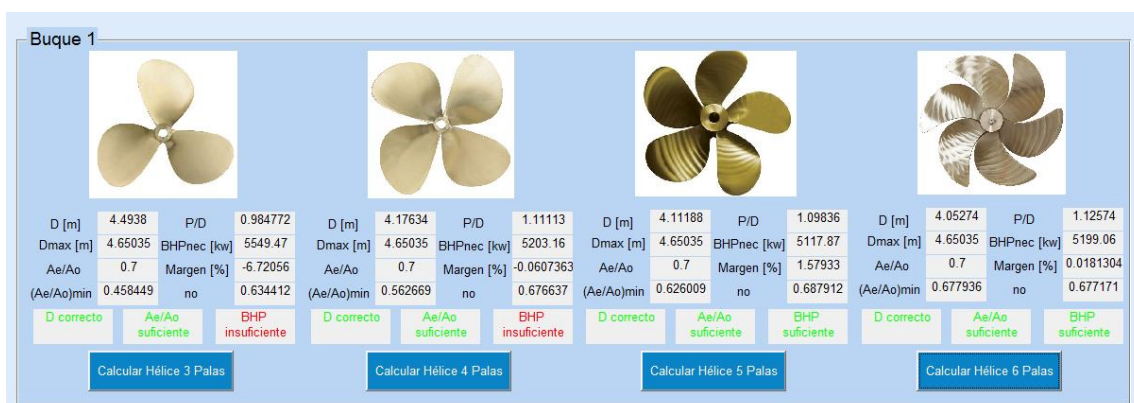 Buque 1
D [m] 4.4938 P/D 0.984772
Dmax [m] 4.65035 BHPnec [kw] 5549.47
Ae/Ao 0.7 Margen [%] -6.72056
(Ae/Ao)min 0.458449 no 0.634412
D correcto
Ae/Ao
suficiente
BHP
insuficiente
Calcular Hélice 3 Palas
D [m] 4.17634 P/D 1.11113
Dmax [m] 4.65035 BHPnec [kw] 5203.16
Ae/Ao 0.7 Margen [%] -0.0607363
(Ae/Ao)min 0.562669 no 0.676637
D correcto
Ae/Ao
suficiente
BHP
insuficiente
Calcular Hélice 4 Palas
D [m] 4.11188 P/D 1.09836
Dmax [m] 4.65035 BHPnec [kw] 5117.87
Ae/Ao 0.7 Margen [%] 1.57933
(Ae/Ao)min 0.626009 no 0.687912
D correcto
Ae/Ao
suficiente
BHP
suficiente
Calcular Hélice 5 Palas
D [m] 4.05274 P/D 1.12574
Dmax [m] 4.65035 BHPnec [kw] 5199.06
Ae/Ao 0.7 Margen [%] 0.0181304
(Ae/Ao)min 0.677936 no 0.677171
D correcto
Ae/Ao
suficiente
BHP
suficiente
Calcular Hélice 6 Palas